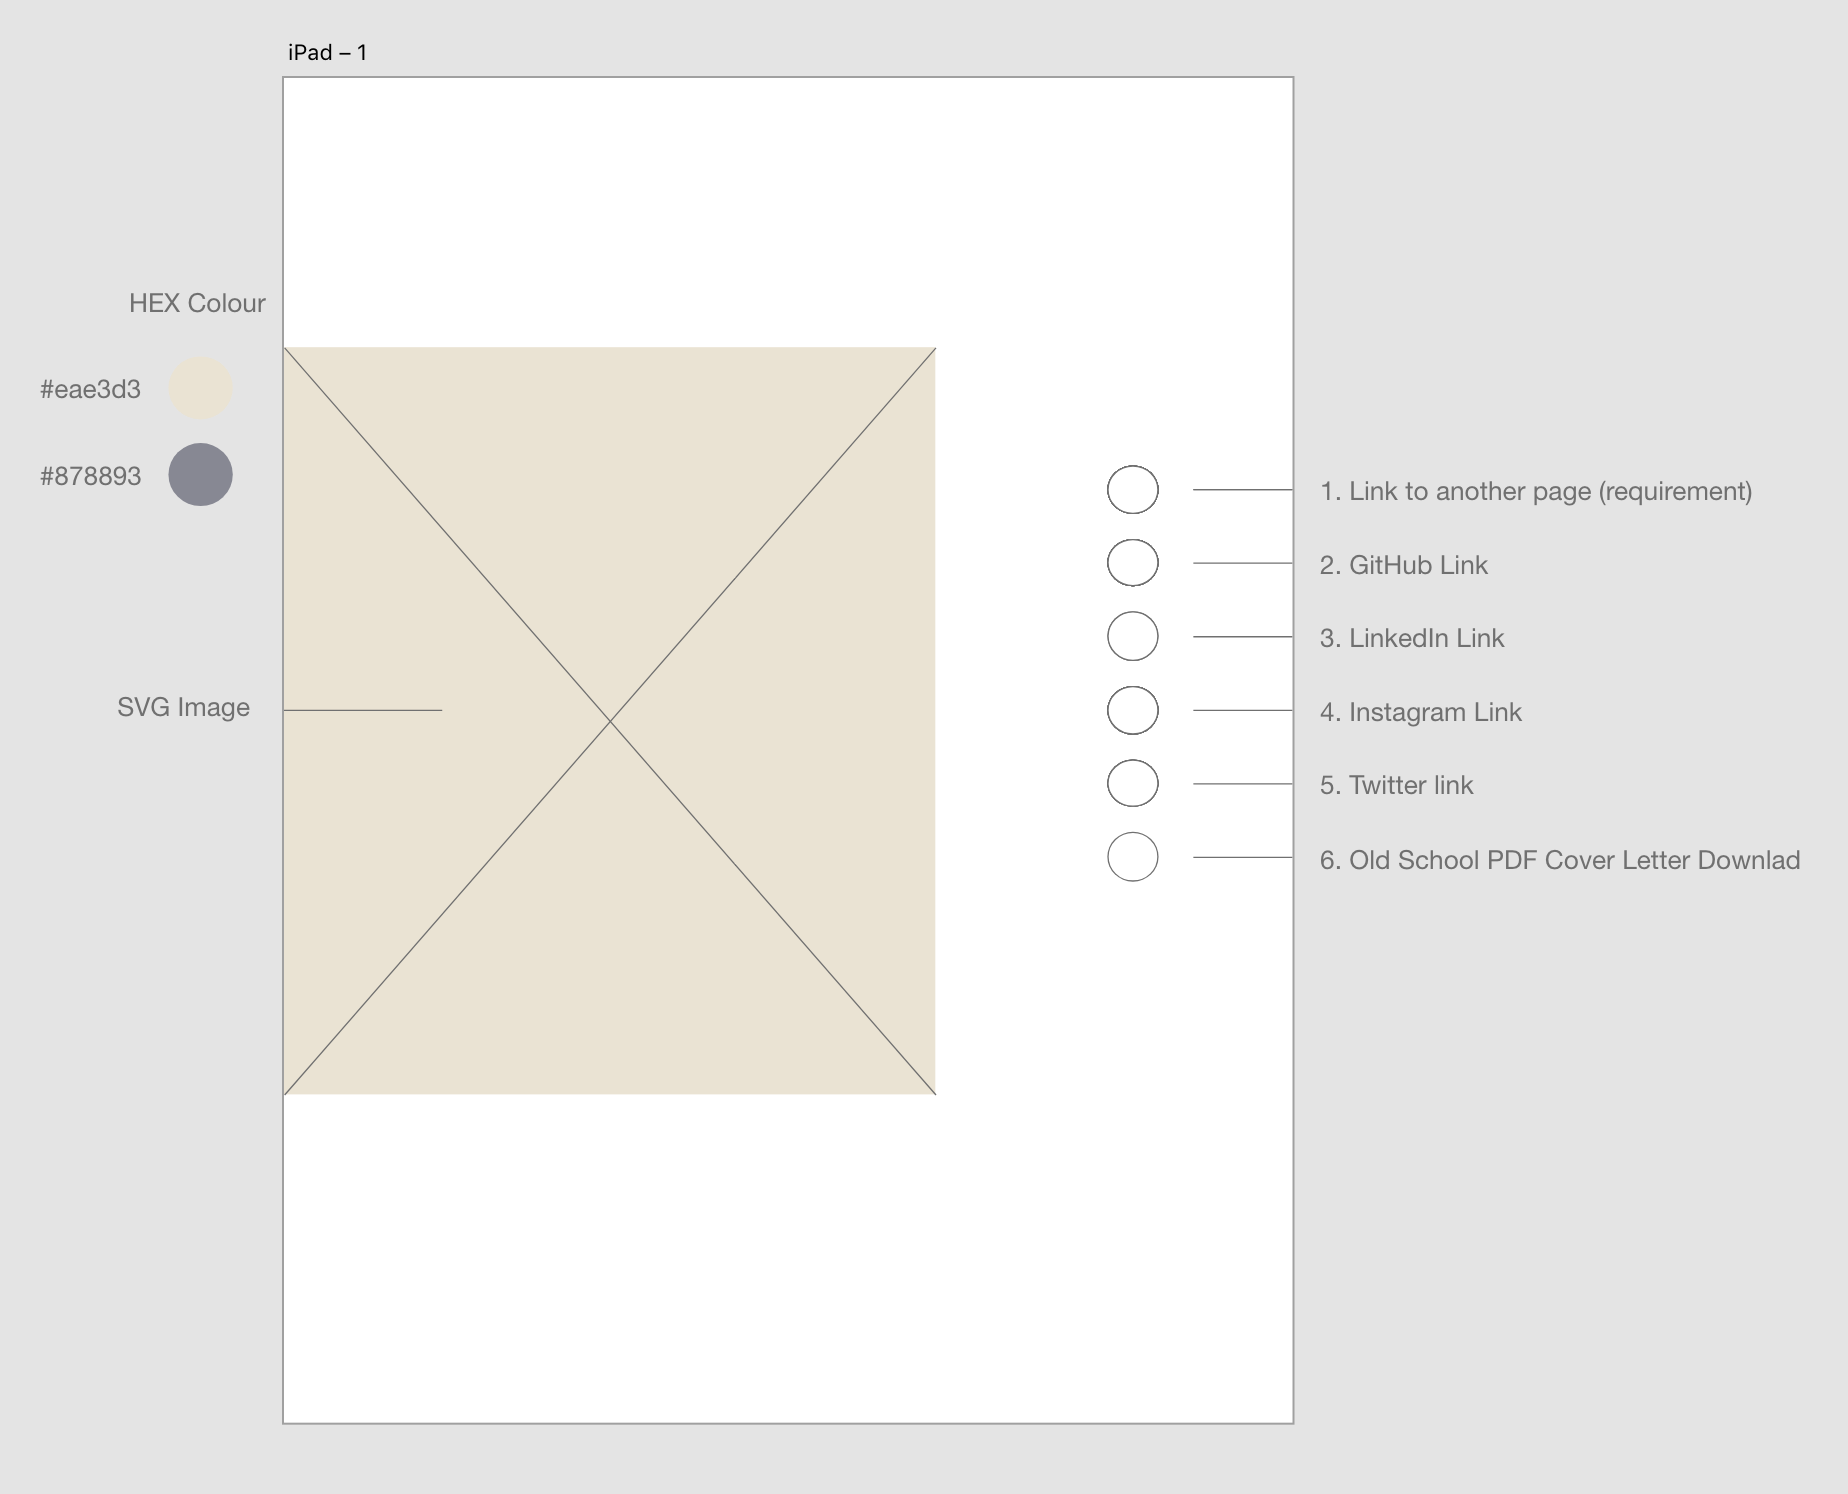 iPad – 1
HEX Colour
#eae3d3
#878893
SVG Image
1. Link to another page (requirement)
2. GitHub Link
3. LinkedIn Link
4. Instagram Link
5. Twitter link
6. Old School PDF Cover Letter Downlad